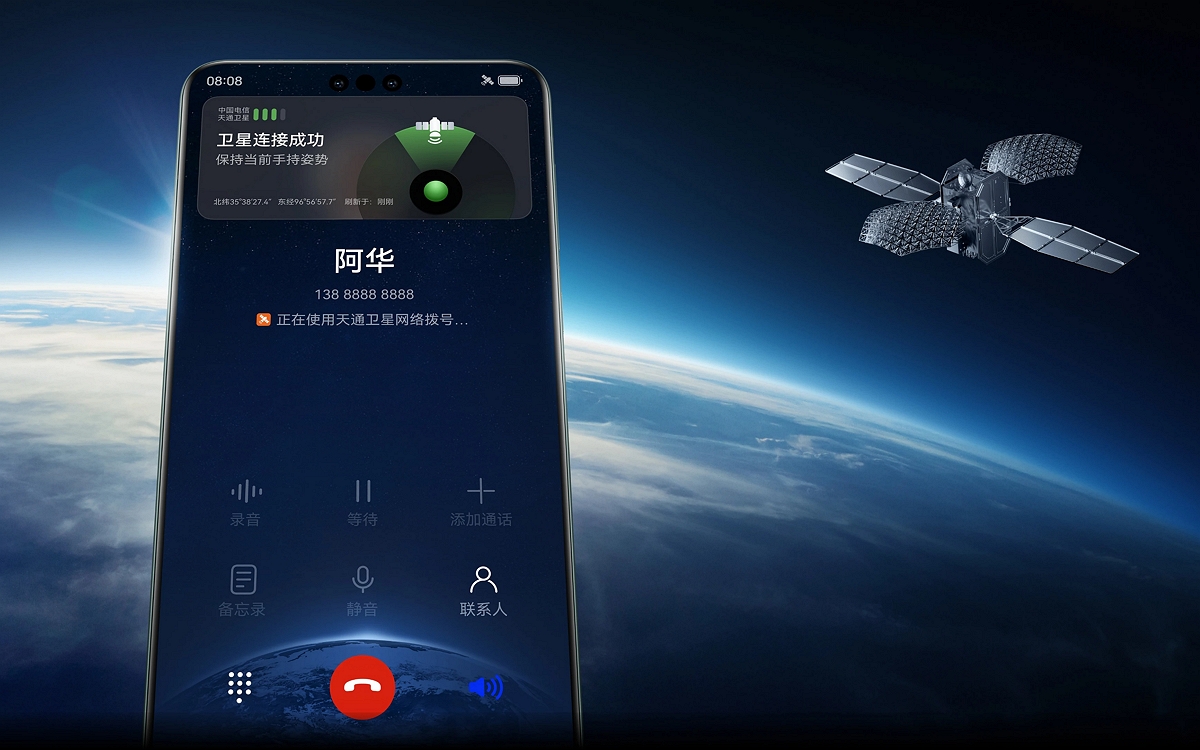 08:08
中国电信
天通卫星
卫星连接成功
保持当前手持姿势
北纬35°38'27.4" 东经96°56'57.7" 刷新于：刚刚
阿华
138 8888 8888
正在使用天通卫星网络拨号...
录音 等待 添加通话
备忘录 静音 联系人